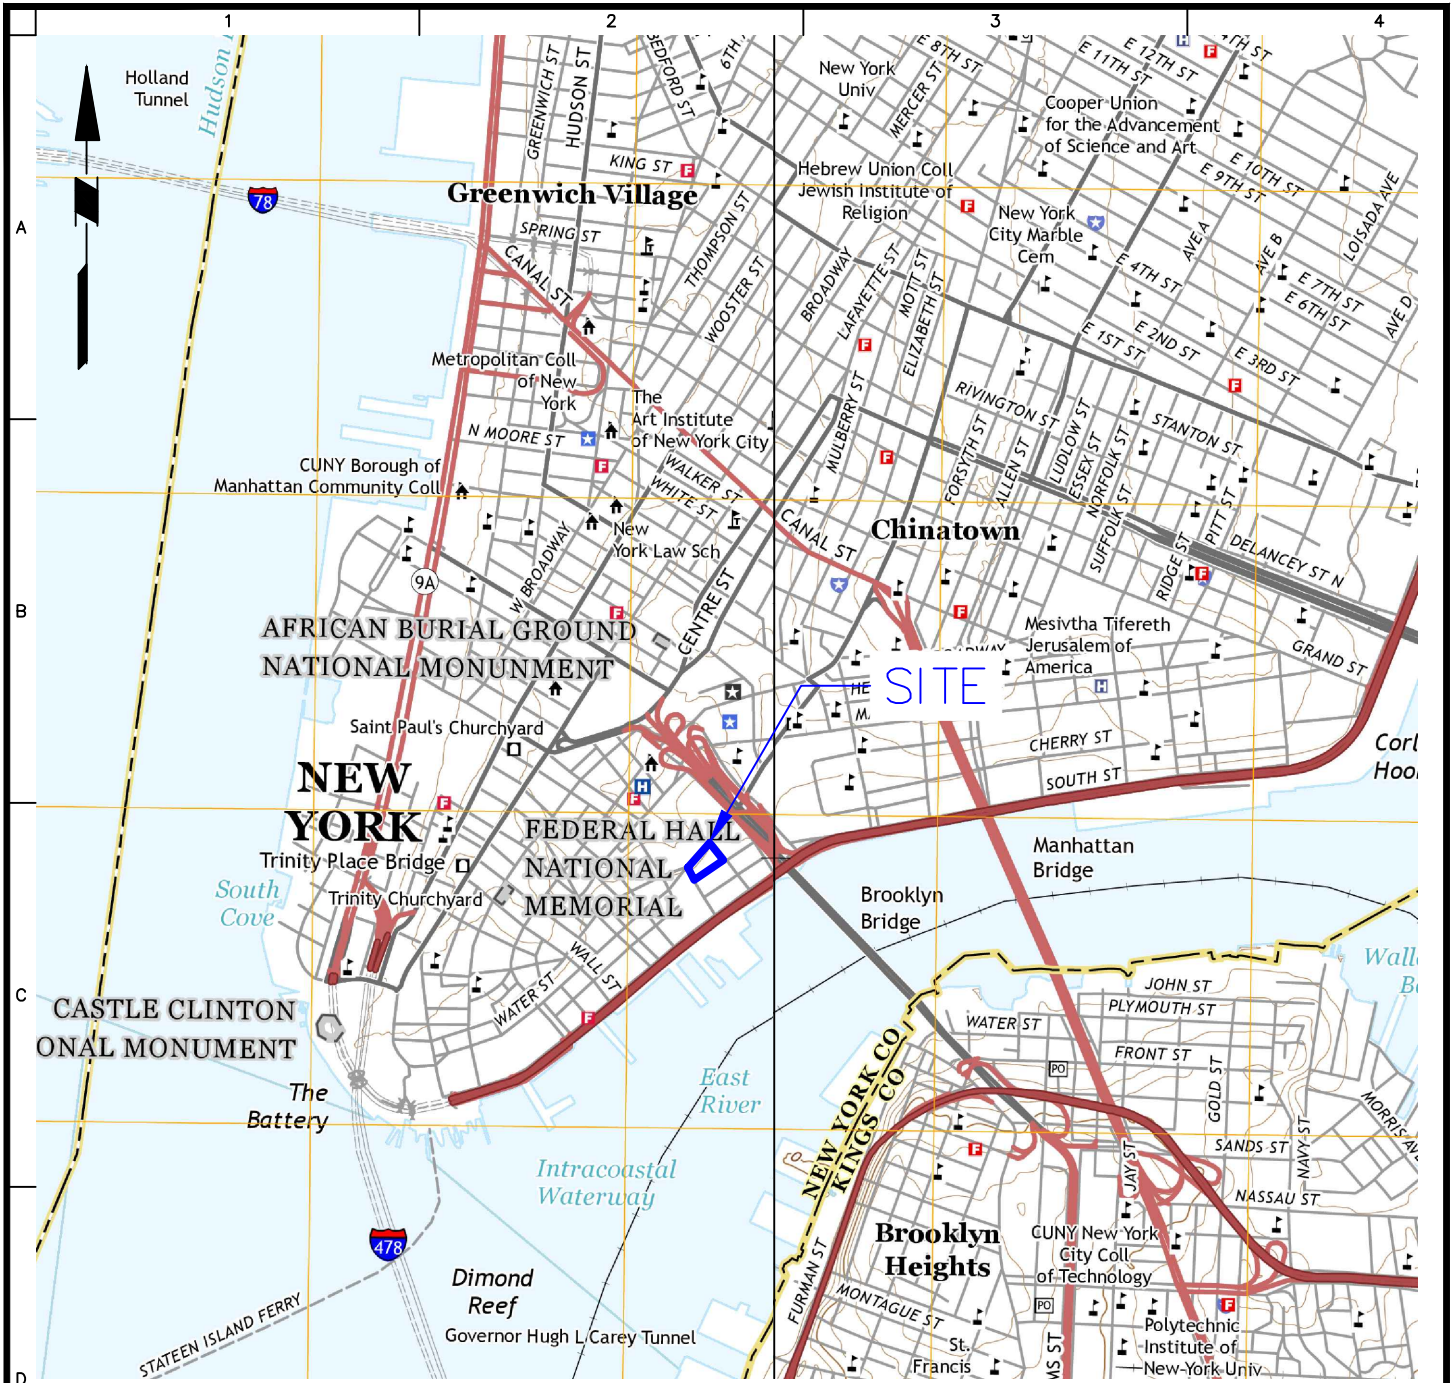 1
2
3
4
A
B
C
D
Holland
Tunnel
78
GREENWICH ST
HUDSON ST
BEDFORD ST
KING ST
Greenwich Village
SPRING ST
CANAL ST
THOMPSON ST
WOOSTER ST
New York
Univ
MERCER ST
E 8TH ST
E 11TH ST
E 12TH ST
4TH ST
Cooper Union
for the Advancement
of Science and Art
E 10TH ST
E 9TH ST
Hebrew Union Coll
Jewish Institute of
Religion
New York
City Marble
Cem
AVE A
AVE B
LOISADA AVE
AVE D
E 4TH ST
E 7TH ST
E 6TH ST
BROADWAY
LAFAYETTE ST
MOTT ST
ELIZABETH ST
E 1ST ST
E 2ND ST
E 3RD ST
Metropolitan Coll
of New
York
The
Art Institute
of New York City
N MOORE ST
WALKER ST
WHITE ST
MULBERRY ST
RIVINGTON ST
STANTON ST
FORSYTH ST
ALLEN ST
LUDLOW ST
ESSEX ST
NORFOLK ST
SUFFOLK ST
PITT ST
RIDGE ST
DELANCEY ST N
GRAND ST
CUNY Borough of
Manhattan Community Coll
New
York Law Sch
CANAL ST
Chinatown
9A
W BROADWAY
CENTRE ST
AFRICAN BURIAL GROUND
NATIONAL MONUNMENT
Mesivtha Tifereth
Jerusalem of
America
SITE
Saint Paul's Churchyard
CHERRY ST
SOUTH ST
NEW
YORK
FEDERAL HALL
NATIONAL
MEMORIAL
Trinity Place Bridge
Trinity Churchyard
South
Cove
Manhattan
Bridge
Brooklyn
Bridge
WALL ST
WATER ST
CASTLE CLINTON
ONAL MONUMENT
The
Battery
East
River
Intracoastal
Waterway
NEW YORK CO
KINGS CO
JOHN ST
PLYMOUTH ST
WATER ST
FRONT ST
GOLD ST
PO
SANDS ST
NAVY ST
JAY ST
NASSAU ST
478
Dimond
Reef
Governor Hugh L Carey Tunnel
STATEEN ISLAND FERRY
Brooklyn
Heights
CUNY New York
City Coll
of Technology
FURMAN ST
MONTAGUE ST
PO
St.
Francis
Polytechnic
Institute of
New York Univ